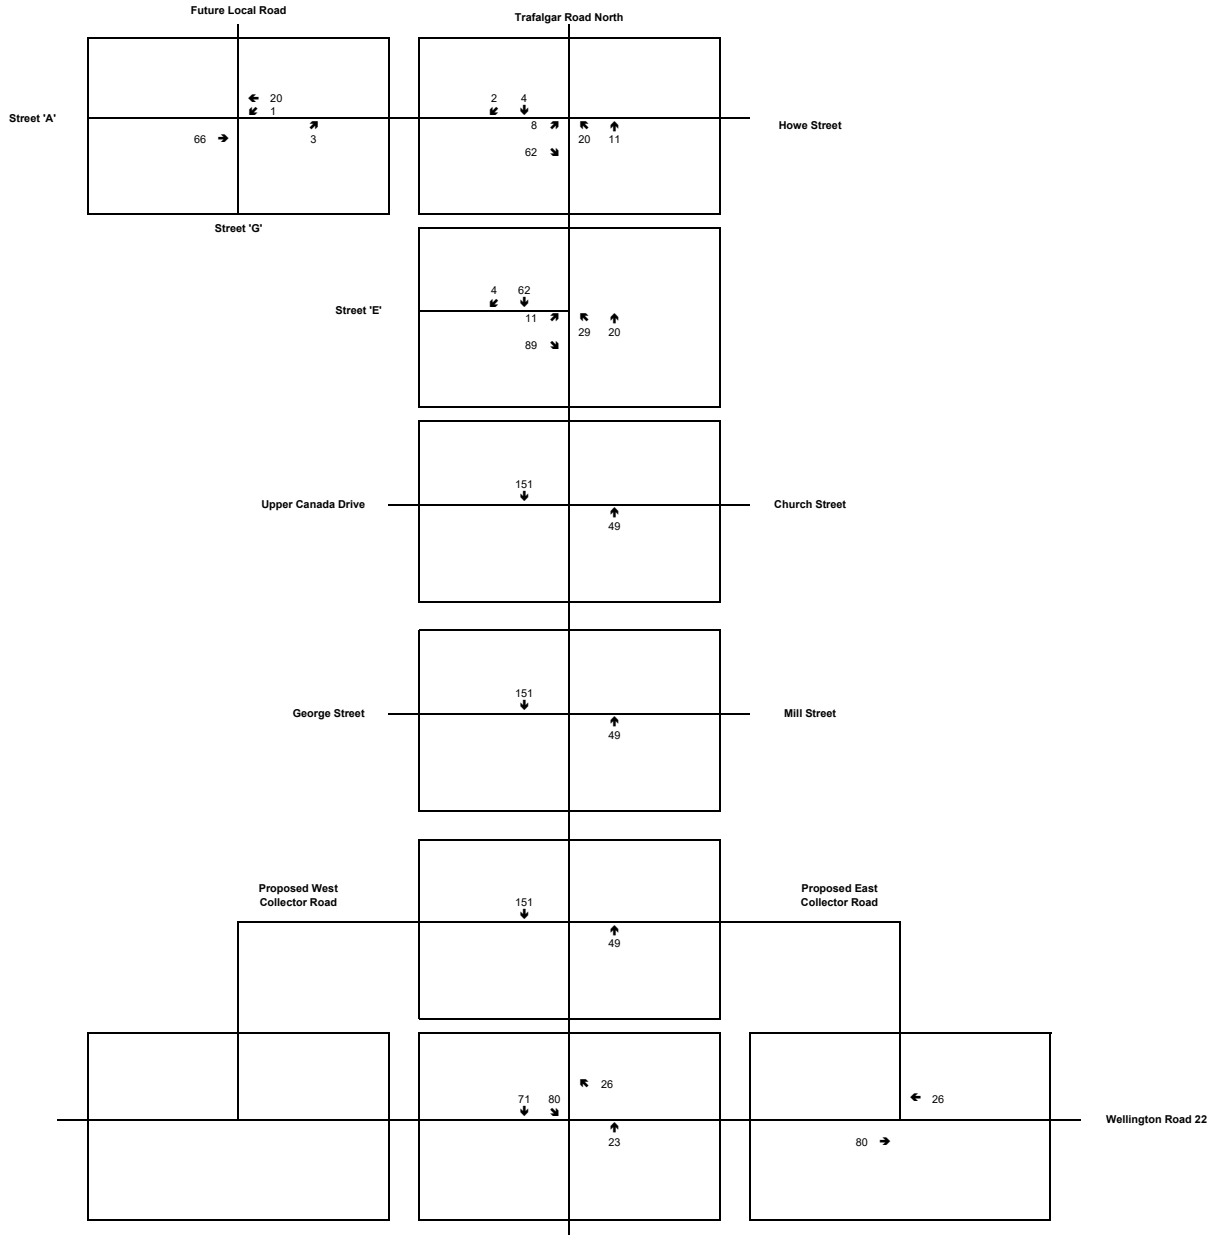 Future Local Road
Trafalgar Road North
20
1
66
3
Street 'A'
Street 'G'
2 4
8
62
20 11
Howe Street
4 62
Street 'E'
11
89
29 20
151
Upper Canada Drive
Church Street
49
151
George Street
Mill Street
49
Proposed West
Collector Road
151
49
Proposed East
Collector Road
26
71 80
23
26
80
Wellington Road 22